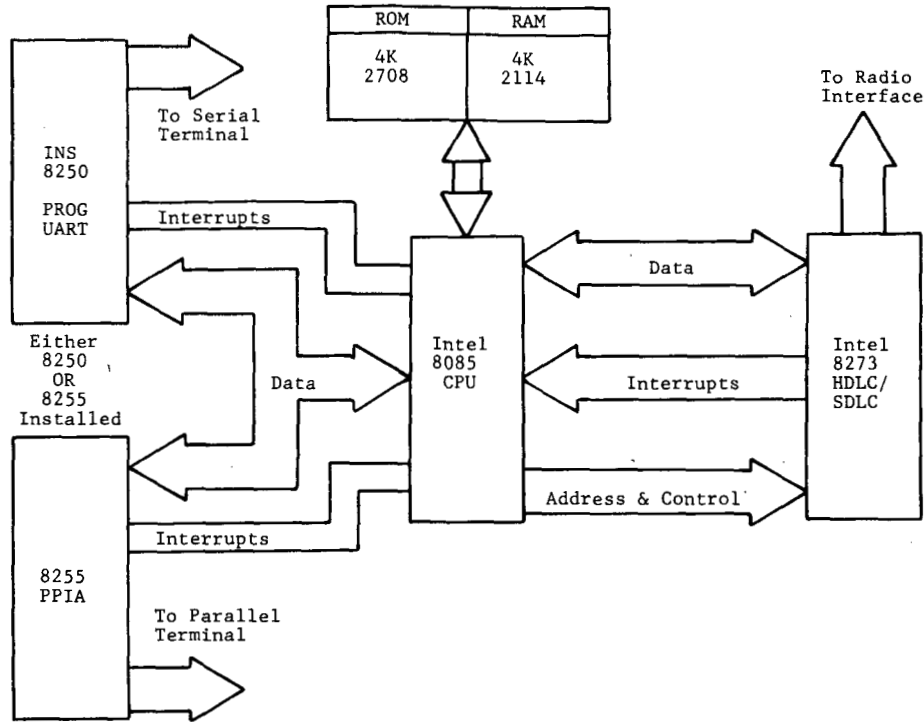 ROM
RAM
4K
2708
4K
2114
To Serial
Terminal
To Radio
Interface
INS
8250
PROG
UART
Interrupts
Data
Intel
8085
CPU
Intel
8273
HDLC/
SDLC
Either
8250
OR
8255
Installed
Data
Interrupts
Address & Control
Interrupts
8255
PPIA
To Parallel
Terminal